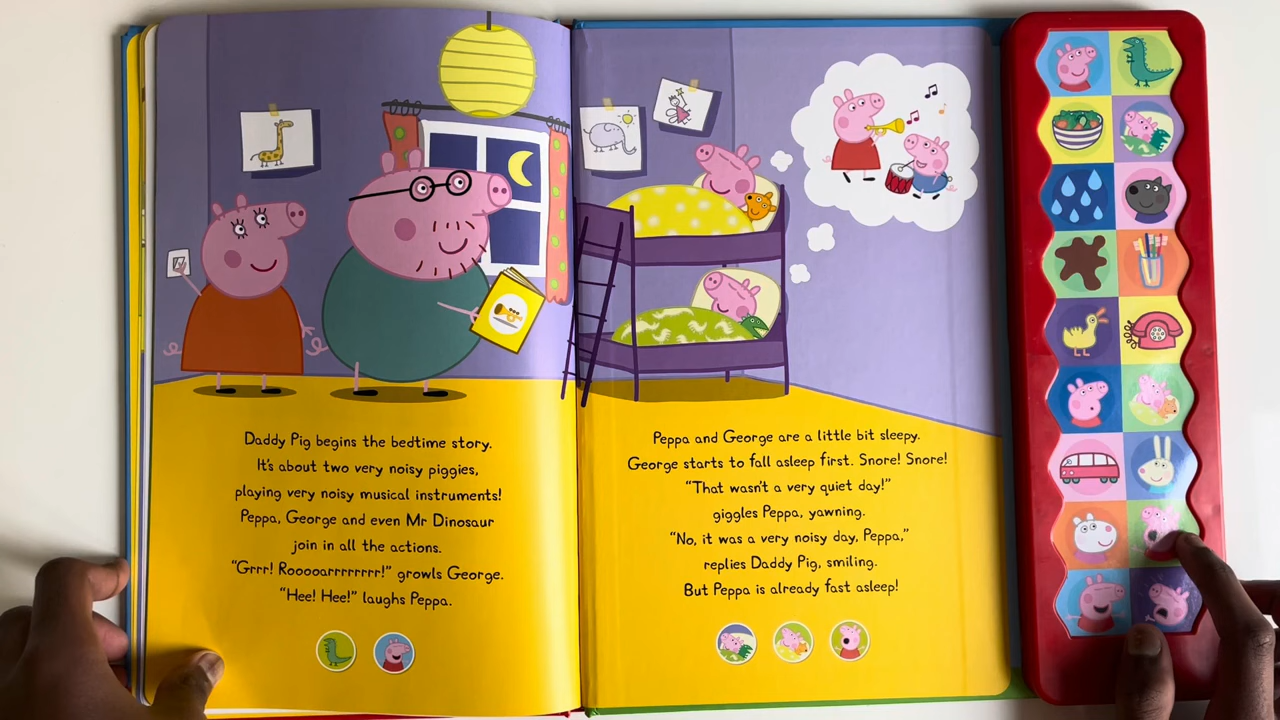 Daddy Pig begins the bedtime story.
It's about two very noisy piggies,
playing very noisy musical instruments!
Peppa, George and even Mr Dinosaur
join in all the actions.
"Grrr! Rooooarrrrrrr!" growls George.
"Hee! Hee!" laughs Peppa.
Peppa and George are a little bit sleepy.
George starts to fall asleep first. Snore! Snore!
"That wasn't a very quiet day!"
giggles Peppa, yawning.
"No, it was a very noisy day, Peppa,"
replies Daddy Pig, smiling.
But Peppa is already fast asleep!